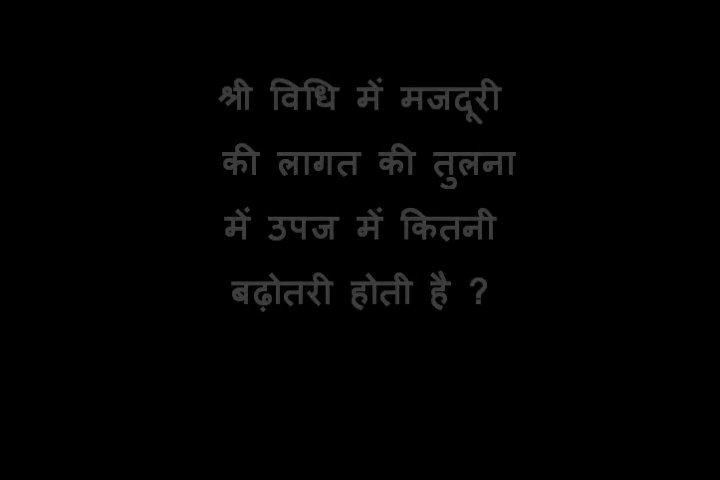 श्री विधि में मजदूरी
की लागत की तुलना
में उपज में कितनी
बढ़ोतरी होती है ?